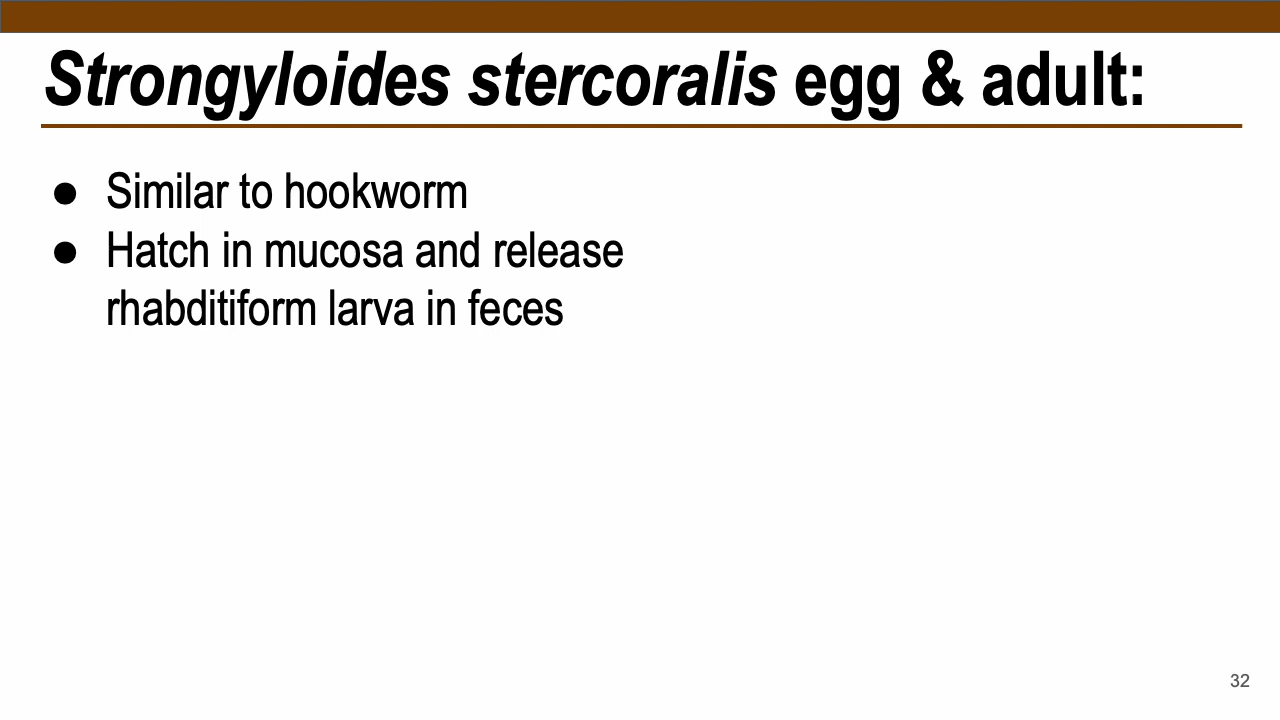 Strongyloides stercoralis egg & adult:
● Similar to hookworm
● Hatch in mucosa and release
rhabditiform larva in feces
32